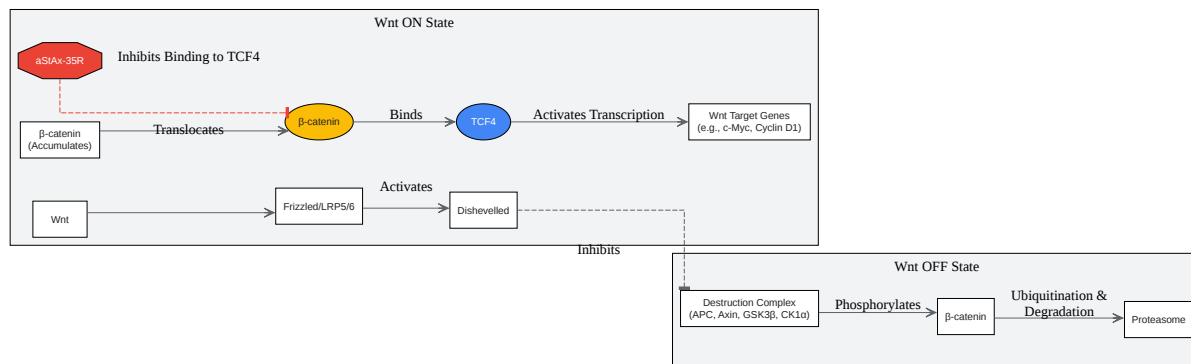 Wnt ON State
aStAx-35R
Inhibits Binding to TCF4
β-catenin
(Accumulates)
Translocates
β-catenin
Binds
TCF4
Activates Transcription
Wnt Target Genes
(e.g., c-Myc, Cyclin D1)
Wnt
Frizzled/LRP5/6
Activates
Dishevelled
Inhibits
Wnt OFF State
Destruction Complex
(APC, Axin, GSK3β, CK1α)
Phosphorylates
β-catenin
Ubiquitination &
Degradation
Proteasome